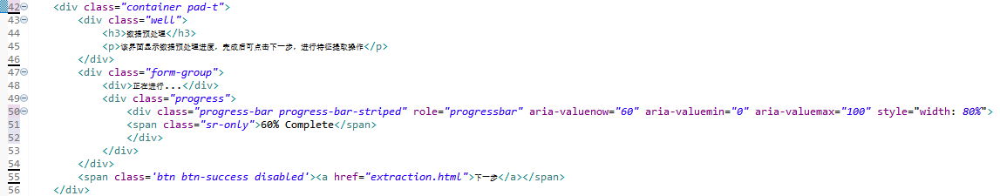 42 <div class="container pad-t">
43 <div class="well">
44 <h3>数据预处理</h3>
45 <p>该界面显示数据预处理进度，完成后可点击下一步，进行特征提取操作</p>
46 </div>
47 <div class="form-group">
48 <div>正在进行...</div>
49 <div class="progress">
50 <div class="progress-bar progress-bar-striped" role="progressbar" aria-valuenow="60" aria-valuemin="0" aria-valuemax="100" style="width: 80%">
51 <span class="sr-only">60% Complete</span>
52 </div>
53 </div>
54 </div>
55 <span class='btn btn-success disabled'><a href="extraction.html">下一步</a></span>
56 </div>